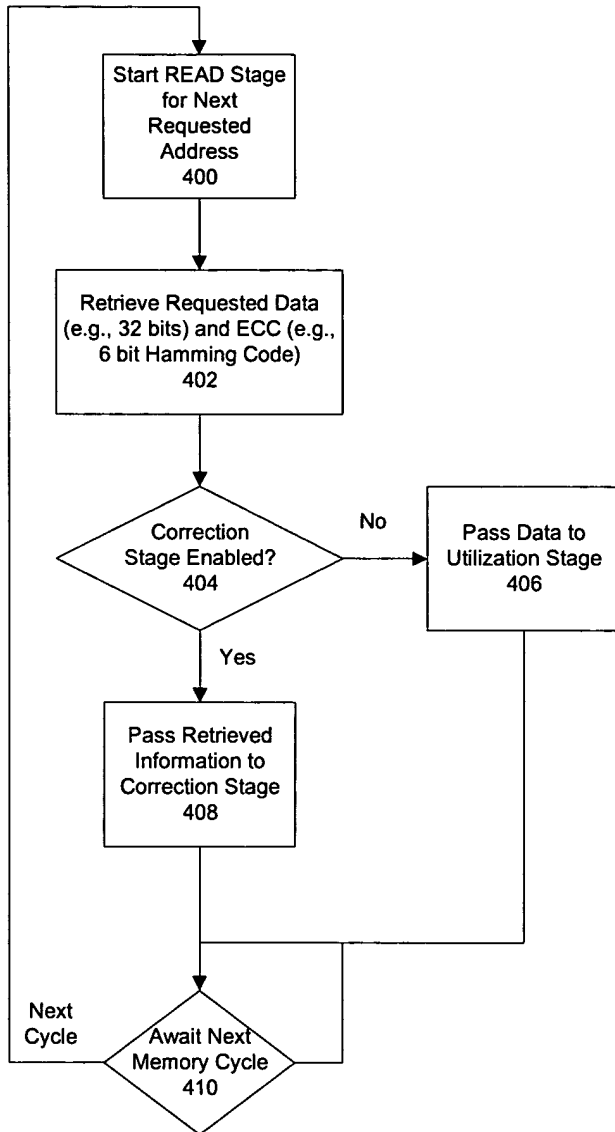 Start READ Stage
for Next
Requested
Address
400
Retrieve Requested Data
(e.g., 32 bits) and ECC (e.g.,
6 bit Hamming Code)
402
Correction
Stage Enabled?
404
No
Pass Data to
Utilization Stage
406
Yes
Pass Retrieved
Information to
Correction Stage
408
Next
Cycle
Await Next
Memory Cycle
410